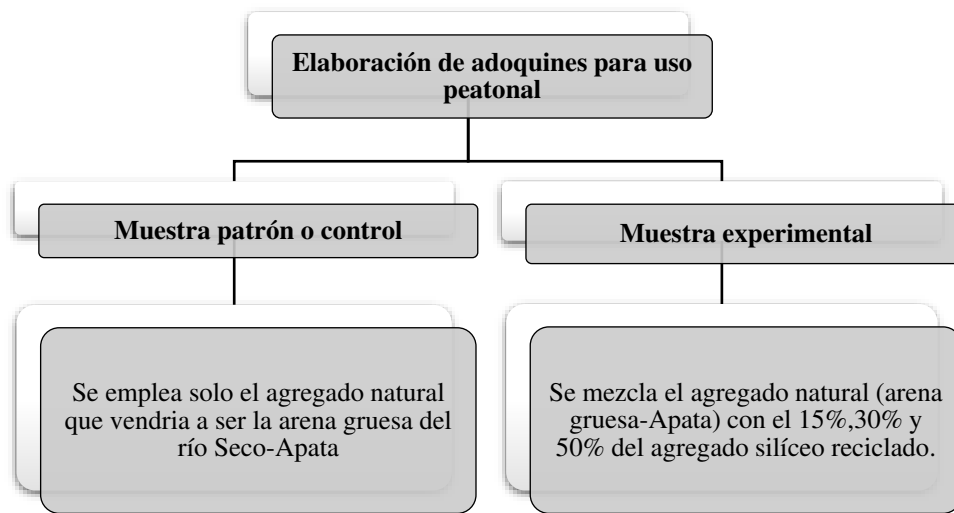 Elaboración de adoquines para uso
peatonal
Muestra patrón o control
Muestra experimental
Se emplea solo el agregado natural
que vendria a ser la arena gruesa del
río Seco-Apata
Se mezcla el agregado natural (arena
gruesa-Apata) con el 15%,30% y
50% del agregado silíceo reciclado.